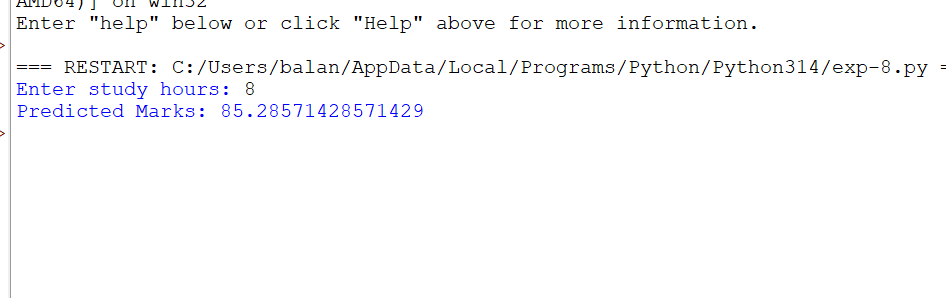 AMD64)] on win32
Enter "help" below or click "Help" above for more information.
>
=== RESTART: C:/Users/balan/AppData/Local/Programs/Python/Python314/exp-8.py =
Enter study hours: 8
Predicted Marks: 85.28571428571429
>